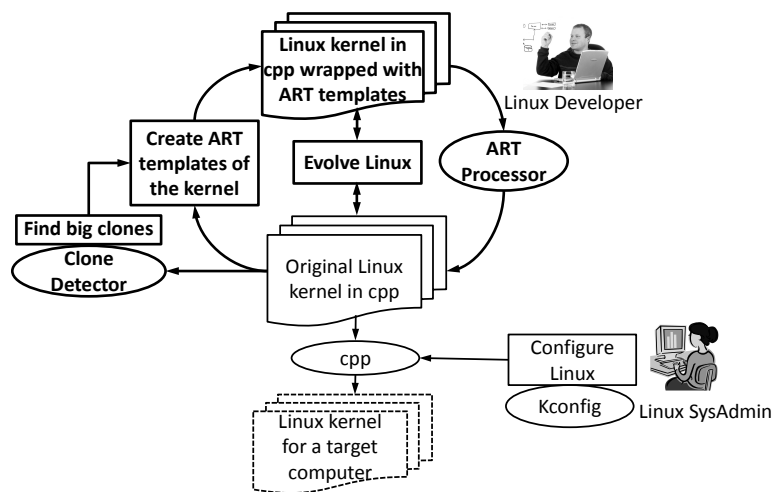 Linux kernel in
cpp wrapped with
ART templates
Linux Developer
Create ART
templates of
the kernel
Evolve Linux
ART
Processor
Find big clones
Clone
Detector
Original Linux
kernel in cpp
cpp
Configure
Linux
Kconfig
Linux SysAdmin
Linux kernel
for a target
computer